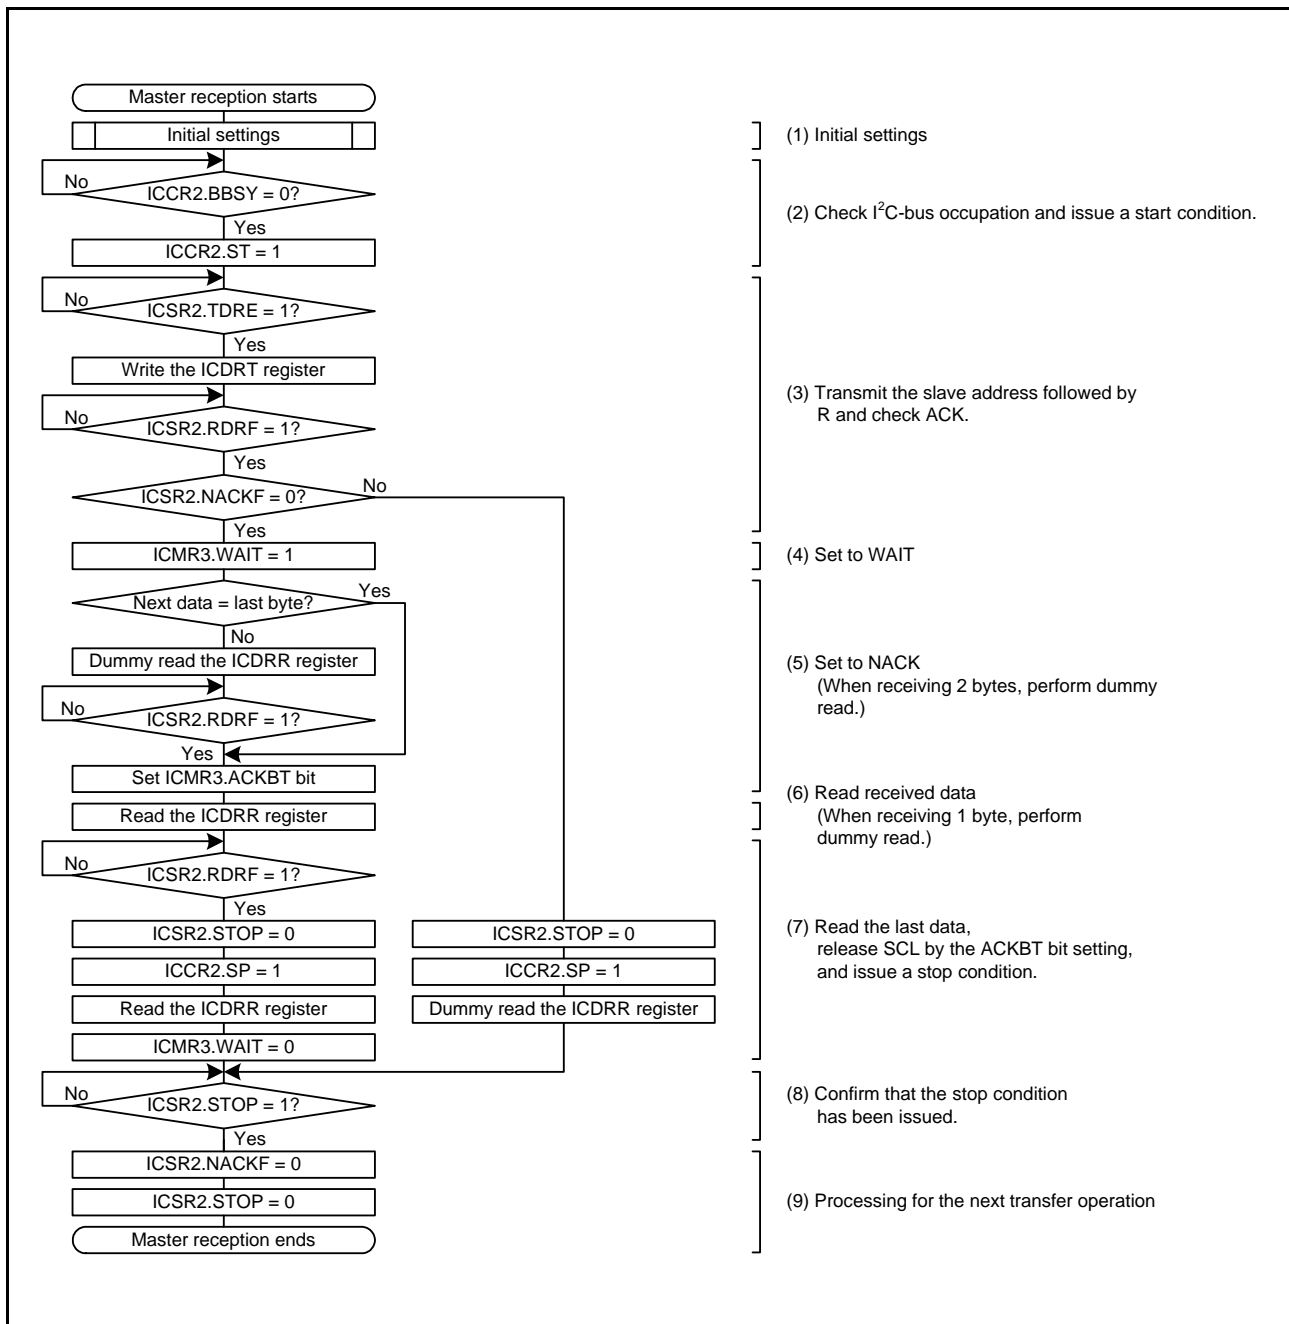 Master reception starts
Initial settings
(1) Initial settings
No
ICCR2.BBSY = 0?
Yes
(2) Check I²C-bus occupation and issue a start condition.
ICCR2.ST = 1
No
ICSR2.TDRE = 1?
Yes
Write the ICDRT register
(3) Transmit the slave address followed by
R and check ACK.
No
ICSR2.RDRF = 1?
Yes
ICSR2.NACKF = 0?
No
Yes
ICMR3.WAIT = 1
(4) Set to WAIT
Next data = last byte?
Yes
No
Dummy read the ICDRR register
(5) Set to NACK
(When receiving 2 bytes, perform dummy
read.)
No
ICSR2.RDRF = 1?
Yes
Set ICMR3.ACKBT bit
(6) Read received data
(When receiving 1 byte, perform
dummy read.)
Read the ICDRR register
No
ICSR2.RDRF = 1?
Yes
ICSR2.STOP = 0
ICCR2.SP = 1
Read the ICDRR register
ICMR3.WAIT = 0
ICSR2.STOP = 0
ICCR2.SP = 1
Dummy read the ICDRR register
(7) Read the last data,
release SCL by the ACKBT bit setting,
and issue a stop condition.
No
ICSR2.STOP = 1?
Yes
(8) Confirm that the stop condition
has been issued.
ICSR2.NACKF = 0
ICSR2.STOP = 0
(9) Processing for the next transfer operation
Master reception ends